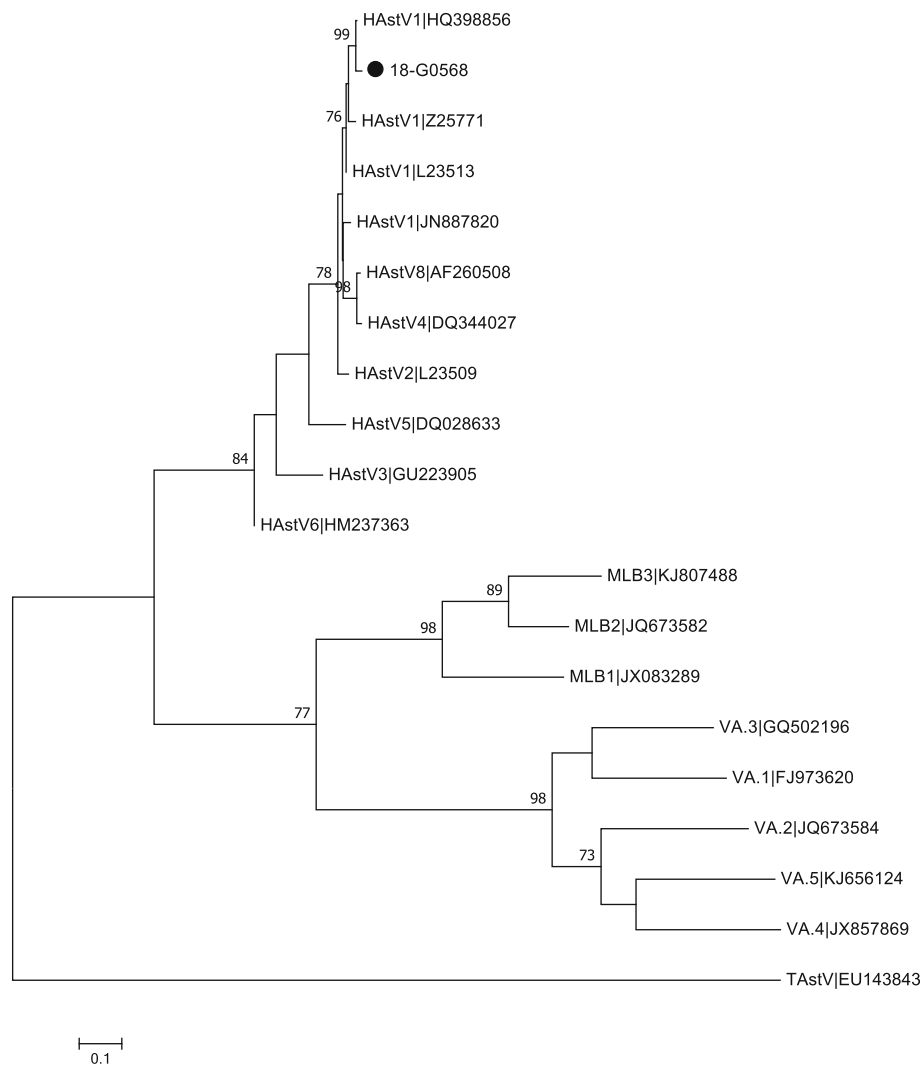 HAstV1|HQ398856
99
18-G0568
76
HAstV1|Z25771
HAstV1|L23513
HAstV1|JN887820
78
HAstV8|AF260508
98
HAstV4|DQ344027
HAstV2|L23509
HAstV5|DQ028633
84
HAstV3|GU223905
HAstV6|HM237363
MLB3|KJ807488
89
MLB2|JQ673582
98
MLB1|JX083289
77
VA.3|GQ502196
VA.1|FJ973620
98
VA.2|JQ673584
73
VA.5|KJ656124
VA.4|JX857869
TAstV|EU143843
0.1